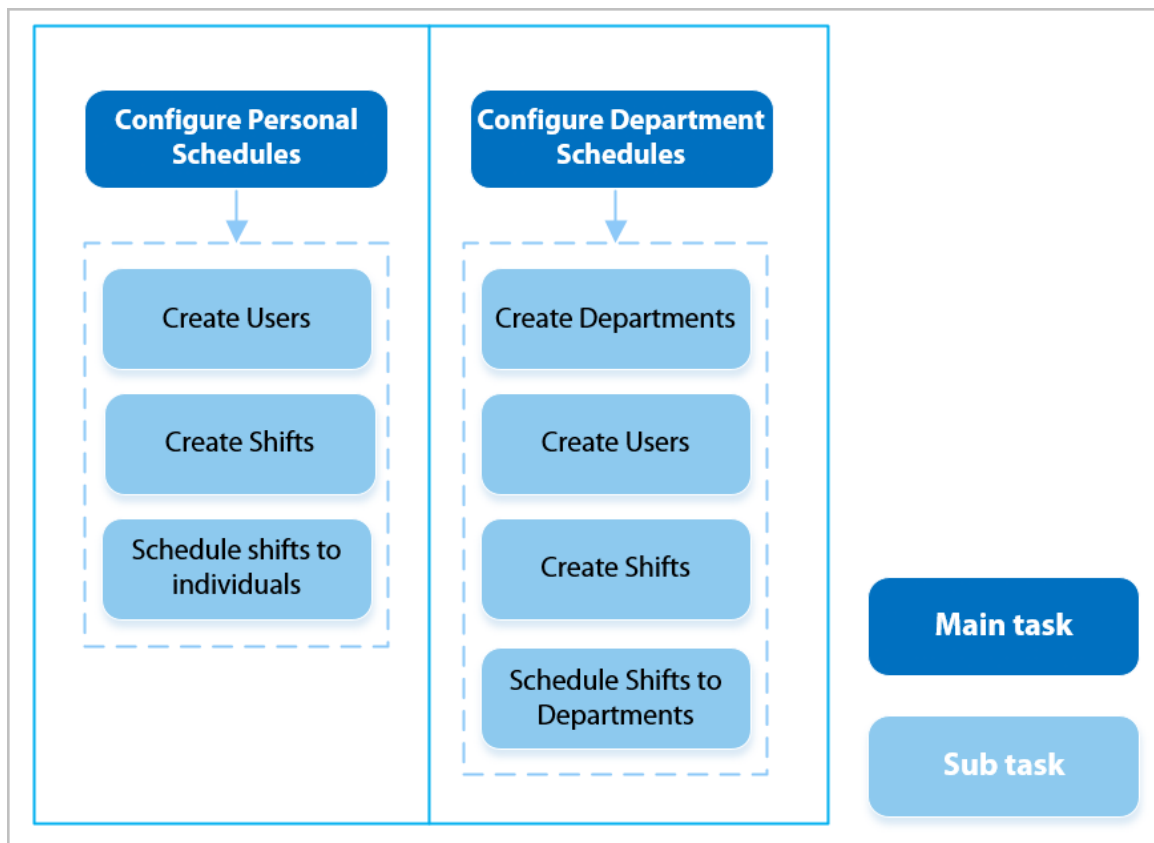 Configure Personal
Schedules
Create Users
Create Shifts
Schedule shifts to
individuals
Configure Department
Schedules
Create Departments
Create Users
Create Shifts
Schedule Shifts to
Departments
Main task
Sub task